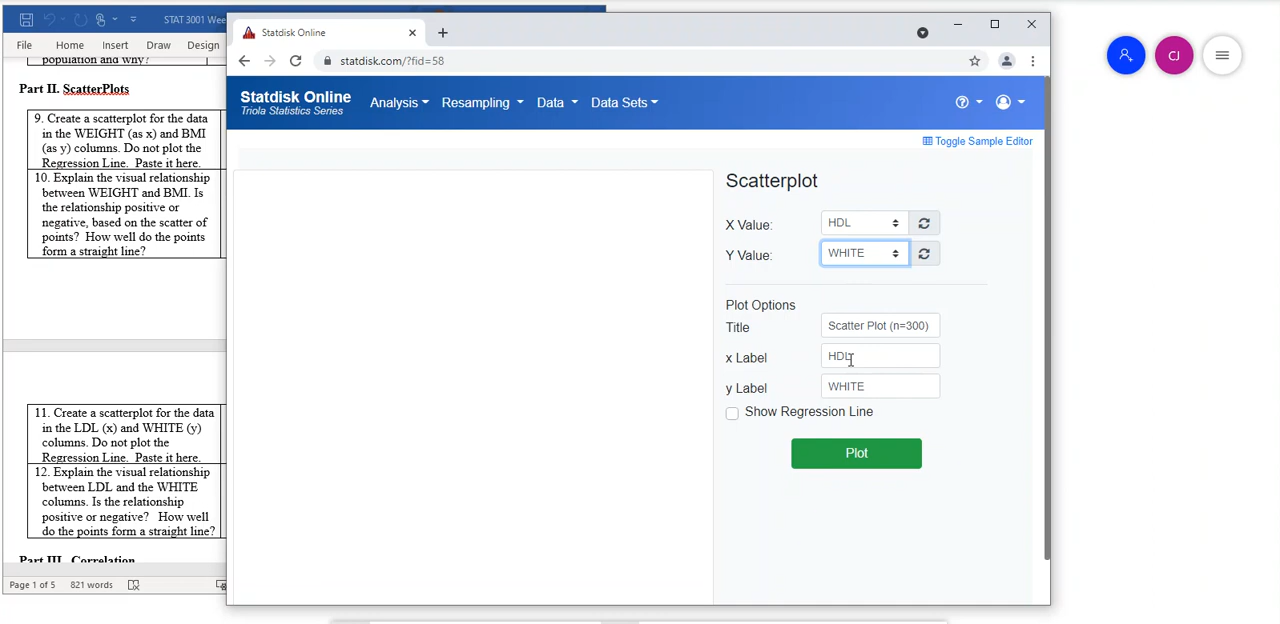 STAT 3001 Wee
File Home Insert Draw Design
population and why?
Part II. ScatterPlots
9. Create a scatterplot for the data
in the WEIGHT (as x) and BMI
(as y) columns. Do not plot the
Regression Line. Paste it here.
10. Explain the visual relationship
between WEIGHT and BMI. Is
the relationship positive or
negative, based on the scatter of
points? How well do the points
form a straight line?
11. Create a scatterplot for the data
in the LDL (x) and WHITE (y)
columns. Do not plot the
Regression Line. Paste it here.
12. Explain the visual relationship
between LDL and the WHITE
columns. Is the relationship
positive or negative? How well
do the points form a straight line?
Part III. Correlation
Page 1 of 5 821 words
Statdisk Online
statdisk.com/?fid=58
Statdisk Online
Triola Statistics Series
Analysis Resampling Data Data Sets
Toggle Sample Editor
Scatterplot
X Value: HDL
Y Value: WHITE
Plot Options
Title Scatter Plot (n=300)
x Label HDL
y Label WHITE
Show Regression Line
Plot
CJ